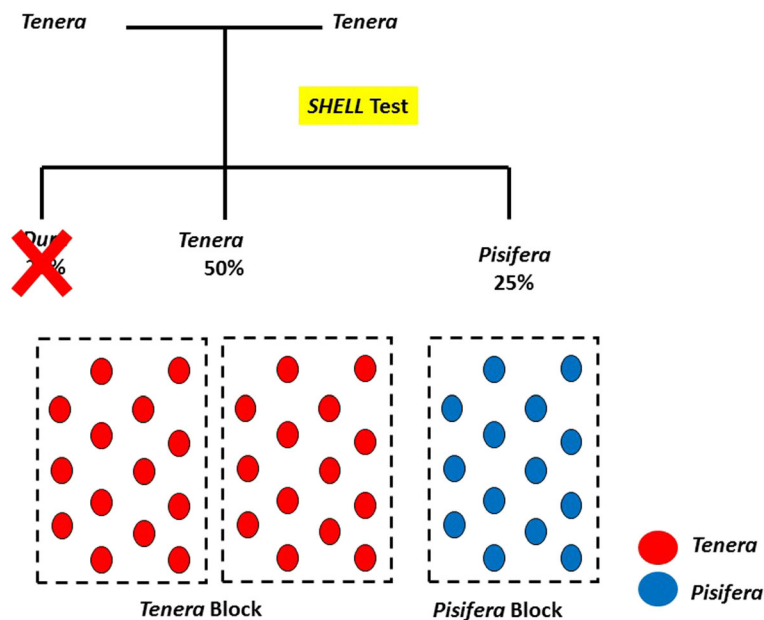 Tenera
Tenera
SHELL Test
Tenera
50%
Pisifera
25%
Tenera
Pisifera
Tenera Block
Pisifera Block